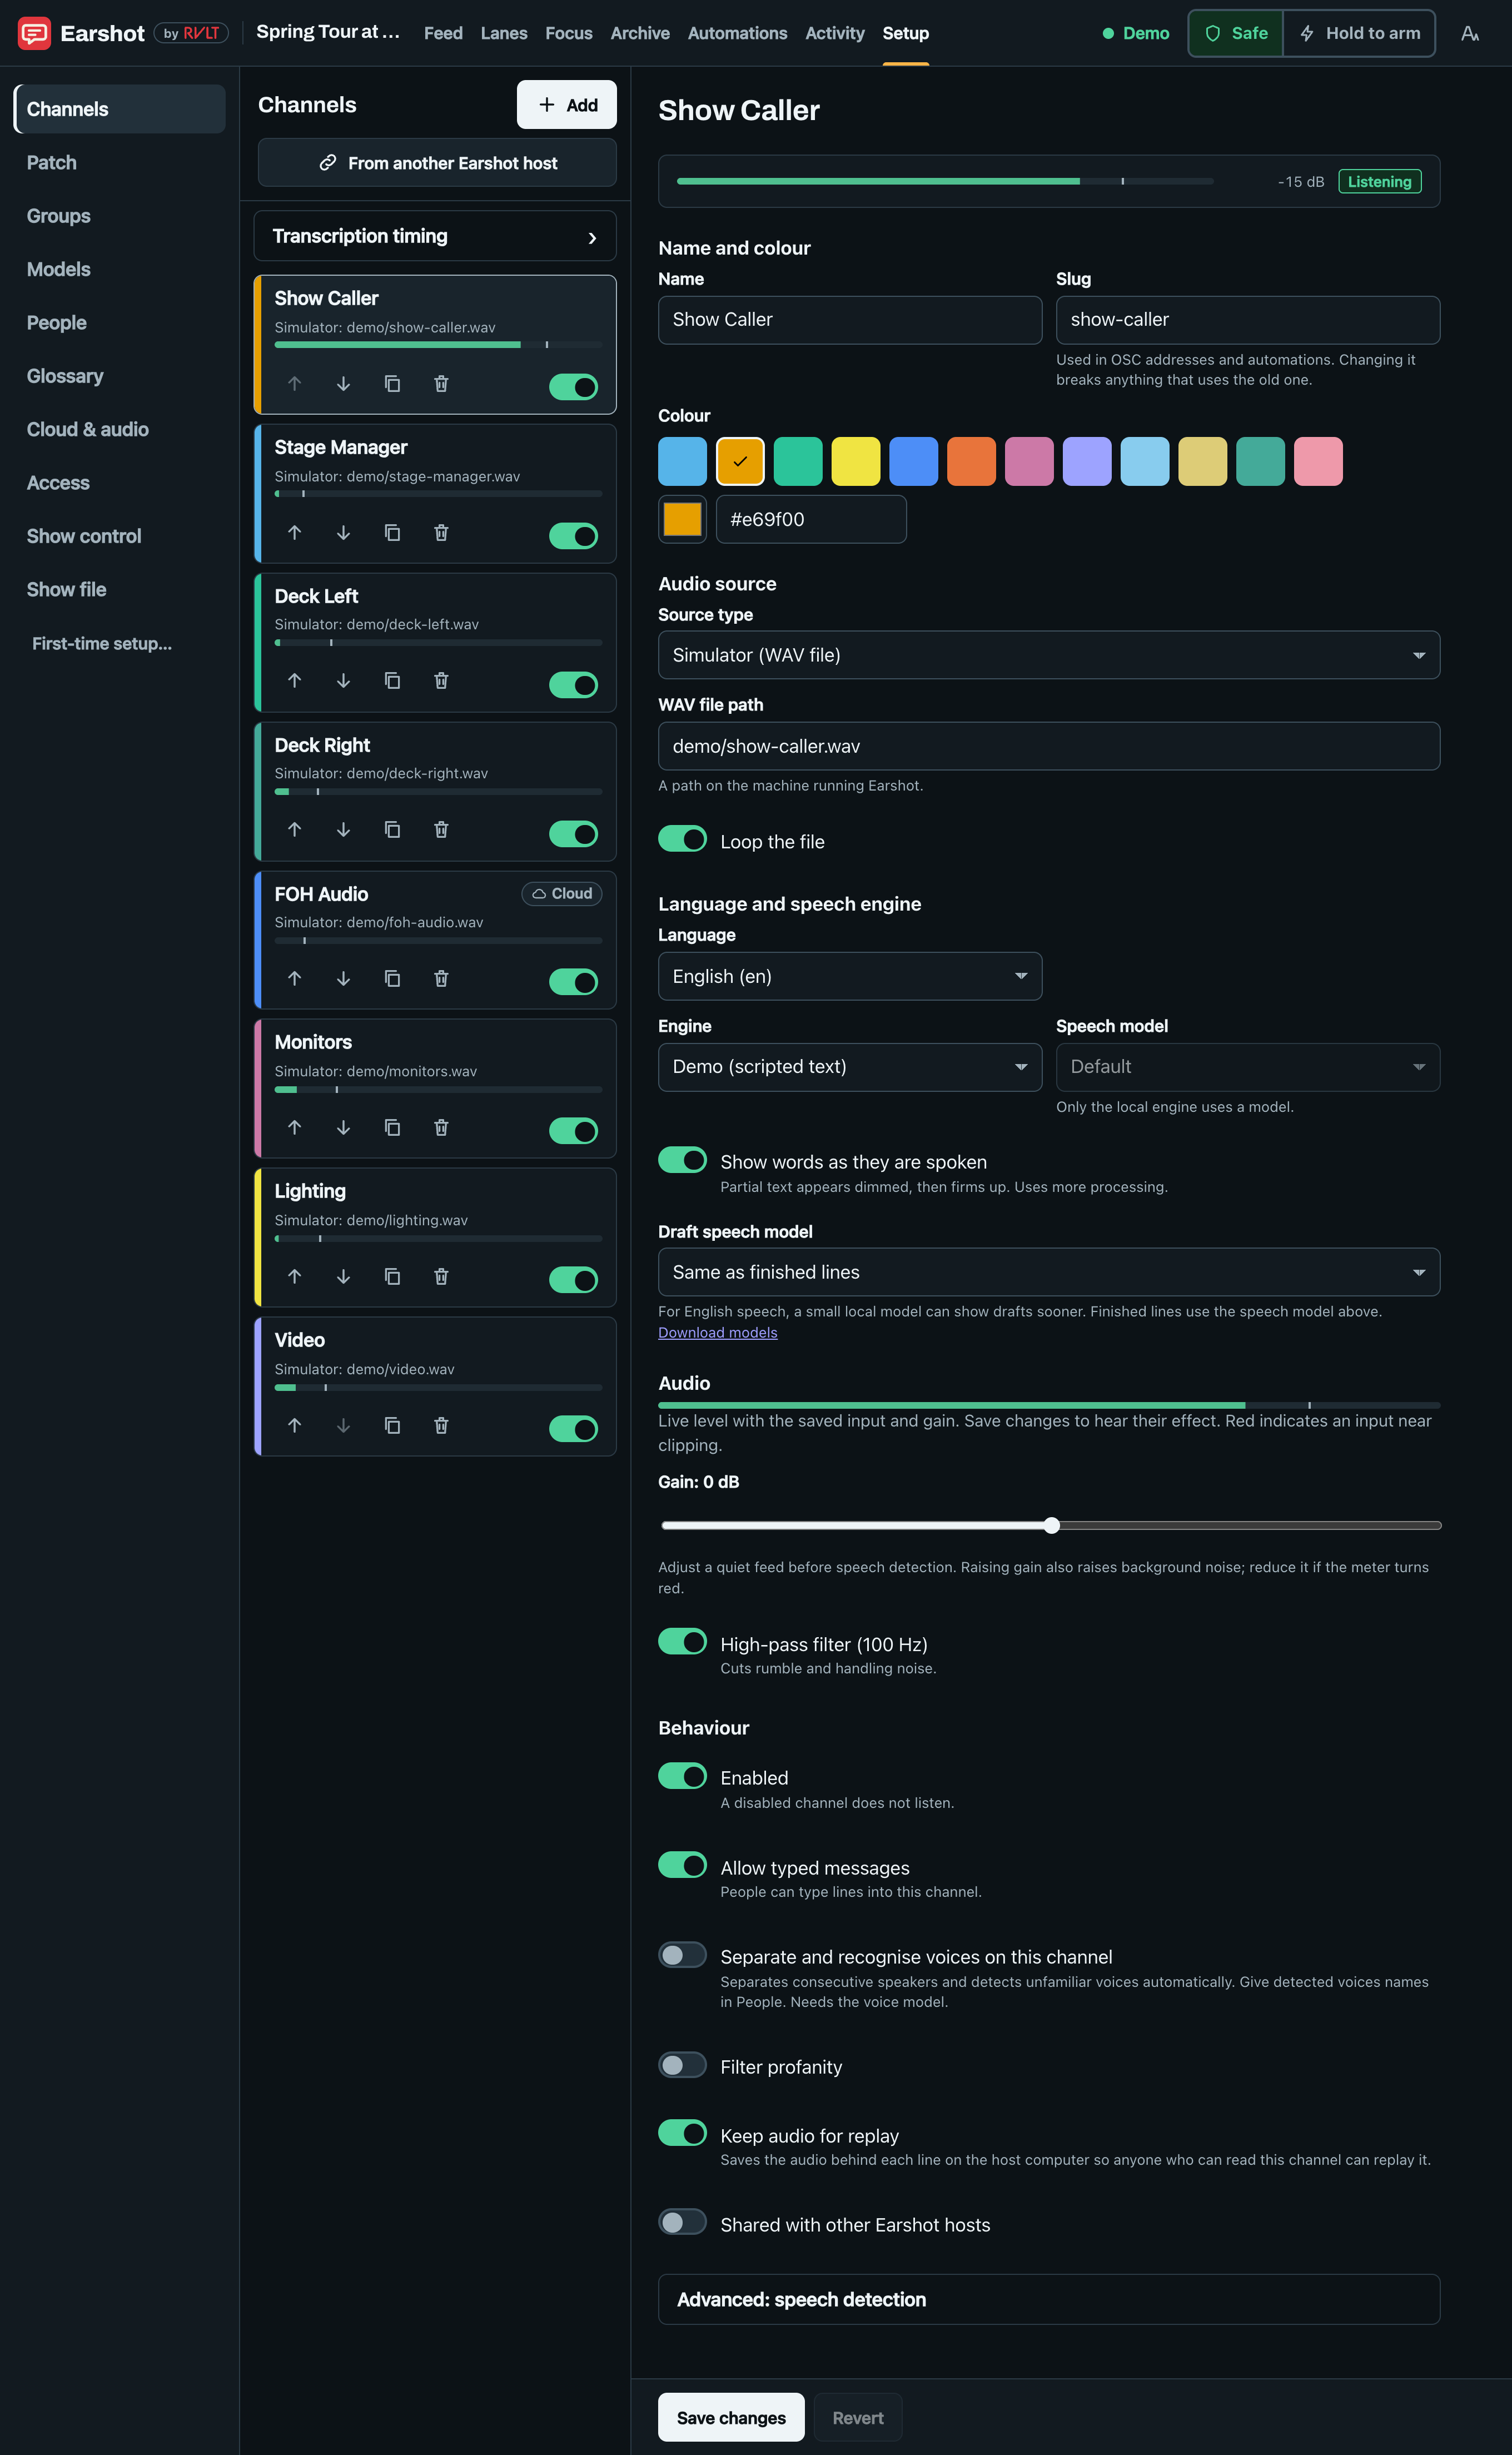 Earshot by RVLT Spring Tour at ... Feed Lanes Focus Archive Automations Activity Setup Demo Safe Hold to arm
Channels
Patch
Groups
Models
People
Glossary
Cloud & audio
Access
Show control
Show file
First-time setup...
Channels
Add
From another Earshot host
Transcription timing
Show Caller
Simulator: demo/show-caller.wav
Stage Manager
Simulator: demo/stage-manager.wav
Deck Left
Simulator: demo/deck-left.wav
Deck Right
Simulator: demo/deck-right.wav
FOH Audio Cloud
Simulator: demo/foh-audio.wav
Monitors
Simulator: demo/monitors.wav
Lighting
Simulator: demo/lighting.wav
Video
Simulator: demo/video.wav
Show Caller
-15 dB Listening
Name and colour
Name
Show Caller
Slug
show-caller
Used in OSC addresses and automations. Changing it
breaks anything that uses the old one.
Colour
#e69f00
Audio source
Source type
Simulator (WAV file)
WAV file path
demo/show-caller.wav
A path on the machine running Earshot.
Loop the file
Language and speech engine
Language
English (en)
Engine
Demo (scripted text)
Speech model
Default
Only the local engine uses a model.
Show words as they are spoken
Partial text appears dimmed, then firms up. Uses more processing.
Draft speech model
Same as finished lines
For English speech, a small local model can show drafts sooner. Finished lines use the speech model above.
Download models
Audio
Live level with the saved input and gain. Save changes to hear their effect. Red indicates an input near
clipping.
Gain: 0 dB
Adjust a quiet feed before speech detection. Raising gain also raises background noise; reduce it if the meter turns
red.
High-pass filter (100 Hz)
Cuts rumble and handling noise.
Behaviour
Enabled
A disabled channel does not listen.
Allow typed messages
People can type lines into this channel.
Separate and recognise voices on this channel
Separates consecutive speakers and detects unfamiliar voices automatically. Give detected voices names
in People. Needs the voice model.
Filter profanity
Keep audio for replay
Saves the audio behind each line on the host computer so anyone who can read this channel can replay it.
Shared with other Earshot hosts
Advanced: speech detection
Save changes
Revert